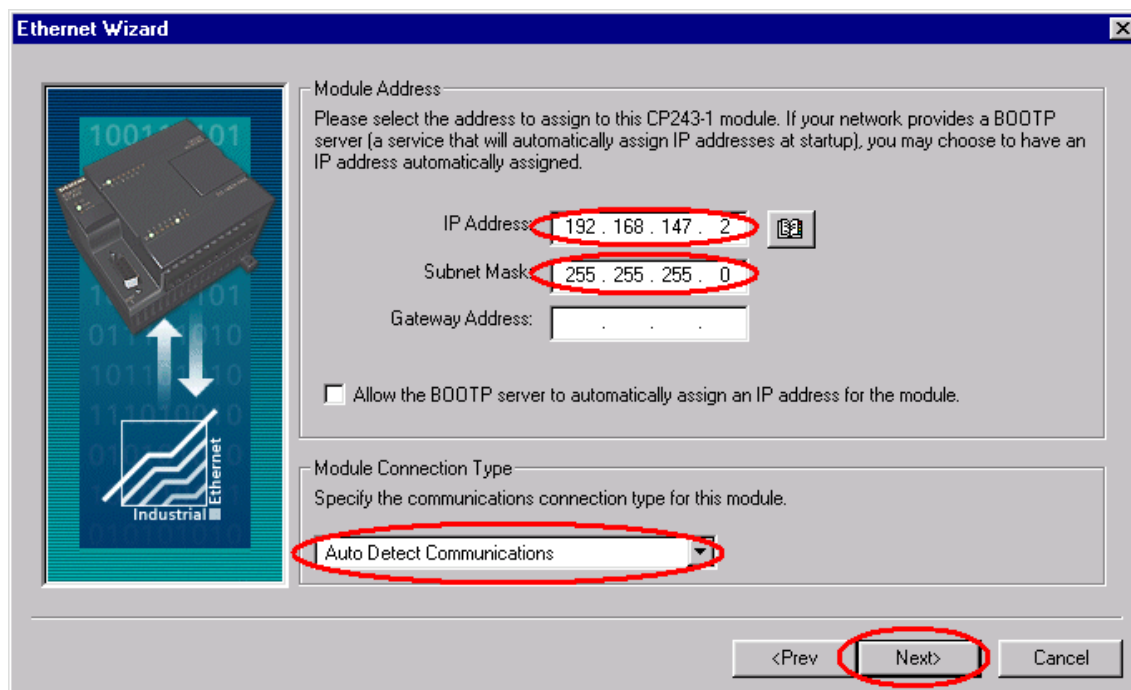 Ethernet Wizard
Module Address
Please select the address to assign to this CP243-1 module. If your network provides a BOOTP
server (a service that will automatically assign IP addresses at startup), you may choose to have an
IP address automatically assigned.
IP Address: 192 . 168 . 147 . 2
Subnet Mask: 255 . 255 . 255 . 0
Gateway Address: . . .
Allow the BOOTP server to automatically assign an IP address for the module.
Industrial Ethernet
Module Connection Type
Specify the communications connection type for this module.
Auto Detect Communications
<Prev Next> Cancel